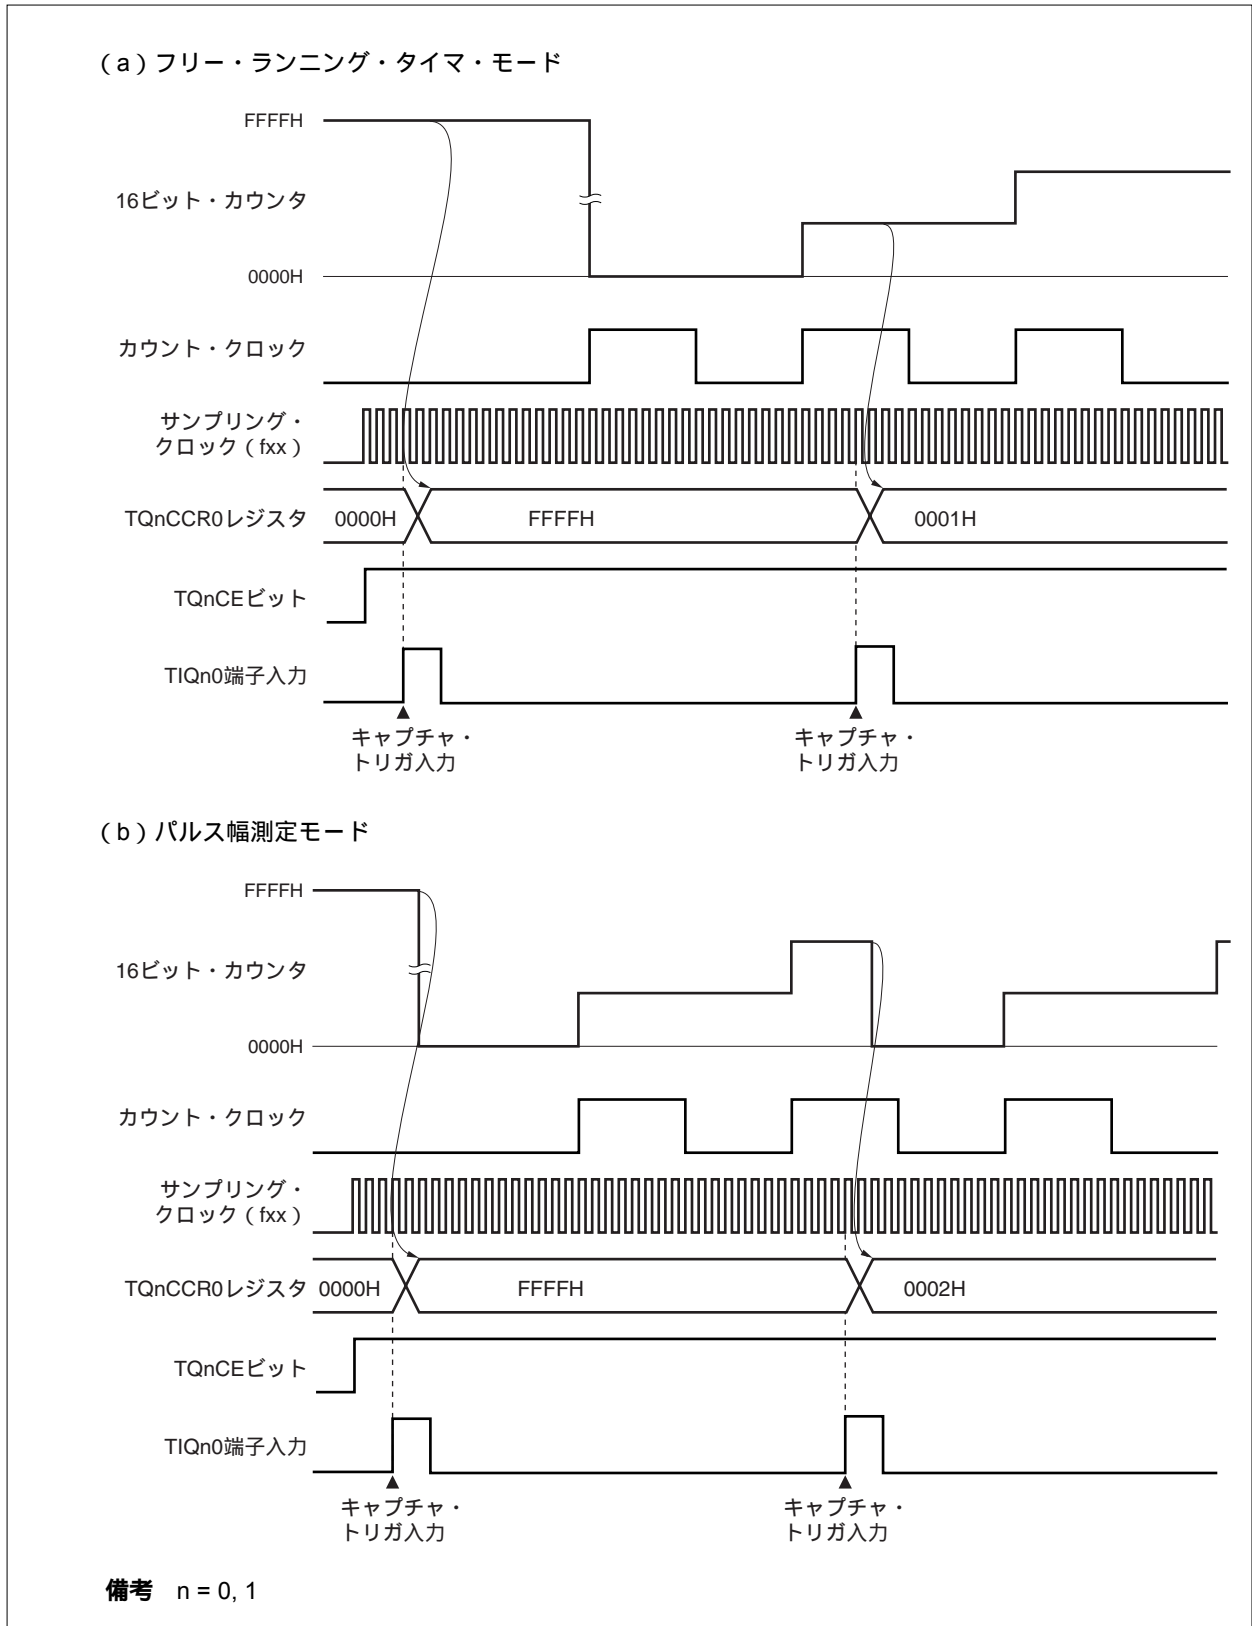 (a)フリー・ランニング・タイマ・モード
FFFFH
16ビット・カウンタ
0000H
カウント・クロック
サンプリング・
クロック(fxx)
TQnCCR0レジスタ 0000H FFFFH 0001H
TQnCEビット
TIQn0端子入力
キャプチャ・ キャプチャ・
トリガ入力 トリガ入力
(b)パルス幅測定モード
FFFFH
16ビット・カウンタ
0000H
カウント・クロック
サンプリング・
クロック(fxx)
TQnCCR0レジスタ 0000H FFFFH 0002H
TQnCEビット
TIQn0端子入力
キャプチャ・ キャプチャ・
トリガ入力 トリガ入力
備考 n = 0, 1